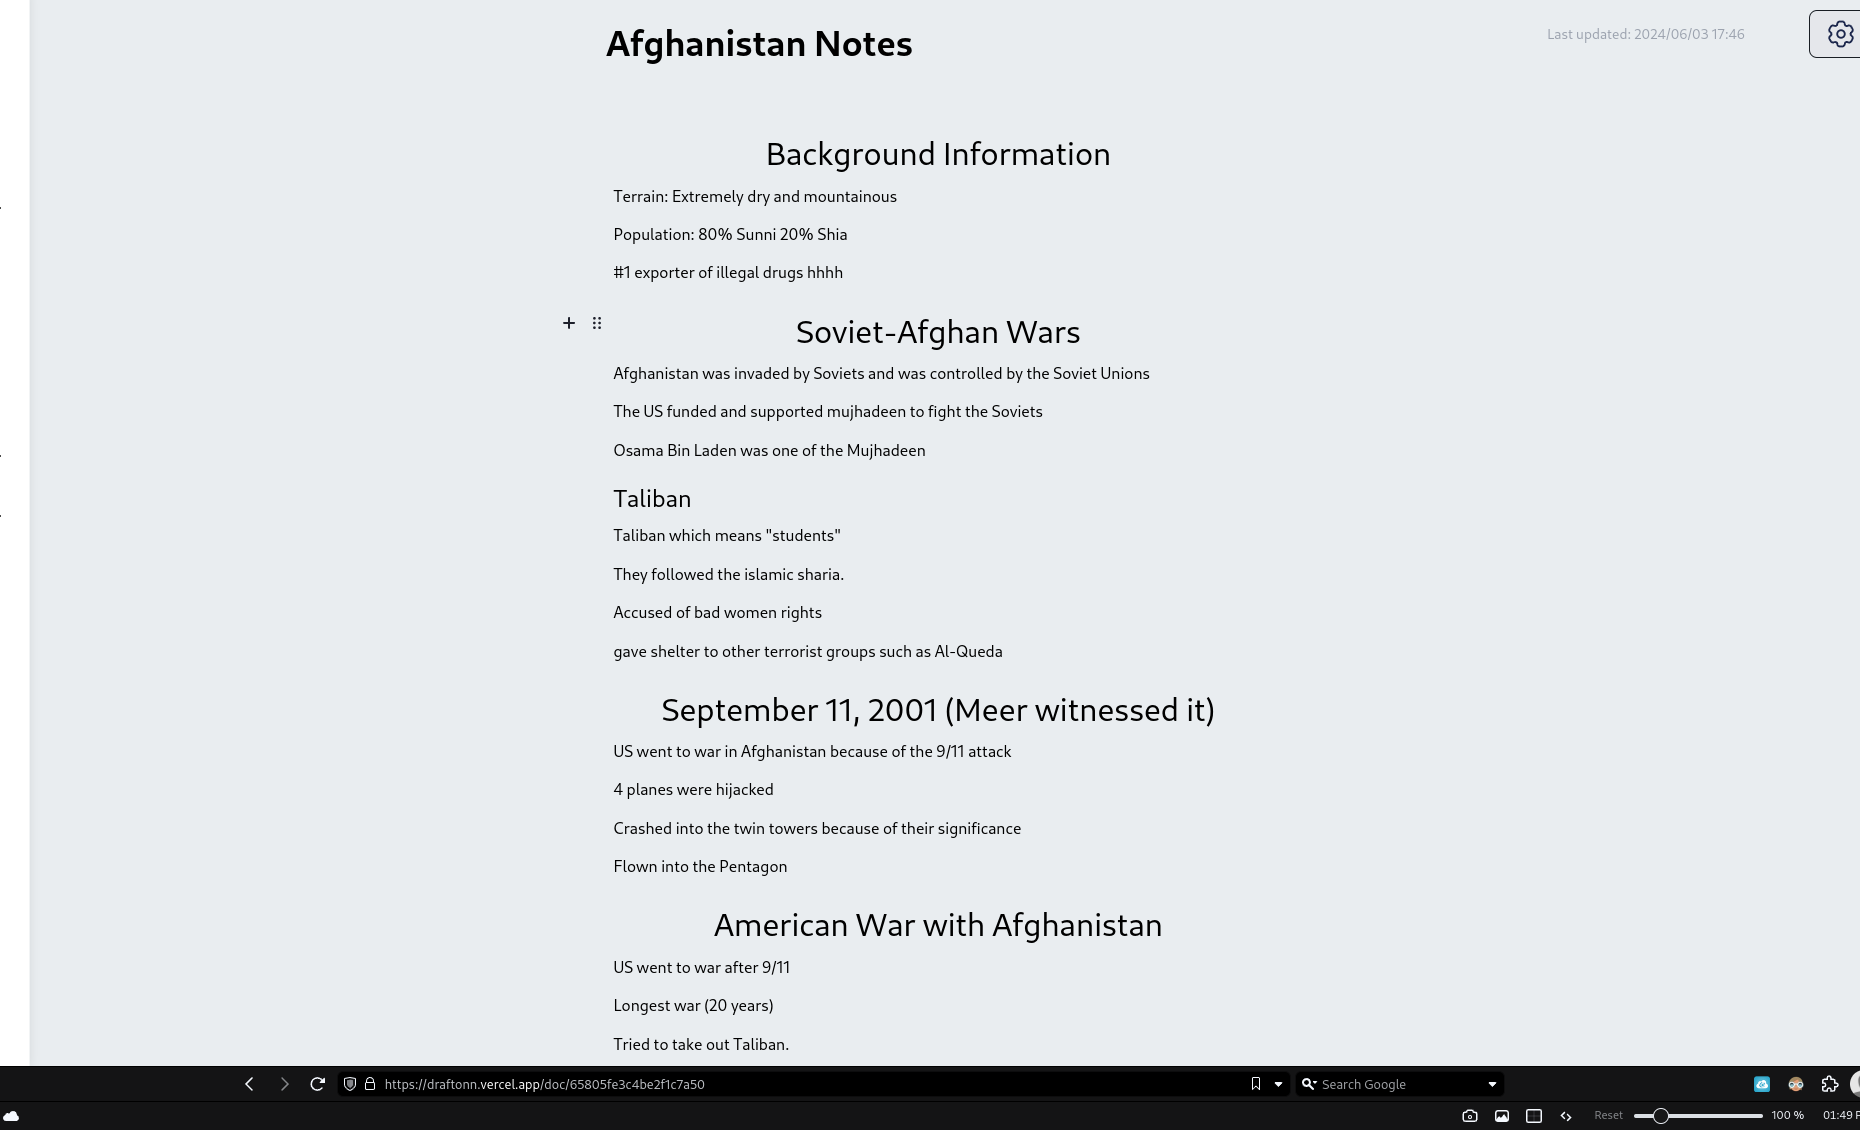 Afghanistan Notes
Last updated: 2024/06/03 17:46
Background Information
Terrain: Extremely dry and mountainous
Population: 80% Sunni 20% Shia
#1 exporter of illegal drugs hhhh
Soviet-Afghan Wars
Afghanistan was invaded by Soviets and was controlled by the Soviet Unions
The US funded and supported mujhadeen to fight the Soviets
Osama Bin Laden was one of the Mujhadeen
Taliban
Taliban which means "students"
They followed the islamic sharia.
Accused of bad women rights
gave shelter to other terrorist groups such as Al-Queda
September 11, 2001 (Meer witnessed it)
US went to war in Afghanistan because of the 9/11 attack
4 planes were hijacked
Crashed into the twin towers because of their significance
Flown into the Pentagon
American War with Afghanistan
US went to war after 9/11
Longest war (20 years)
Tried to take out Taliban.
https://draftonn.vercel.app/doc/65805fe3c4be2f1c7a50
Search Google
Reset
100 %
01:49